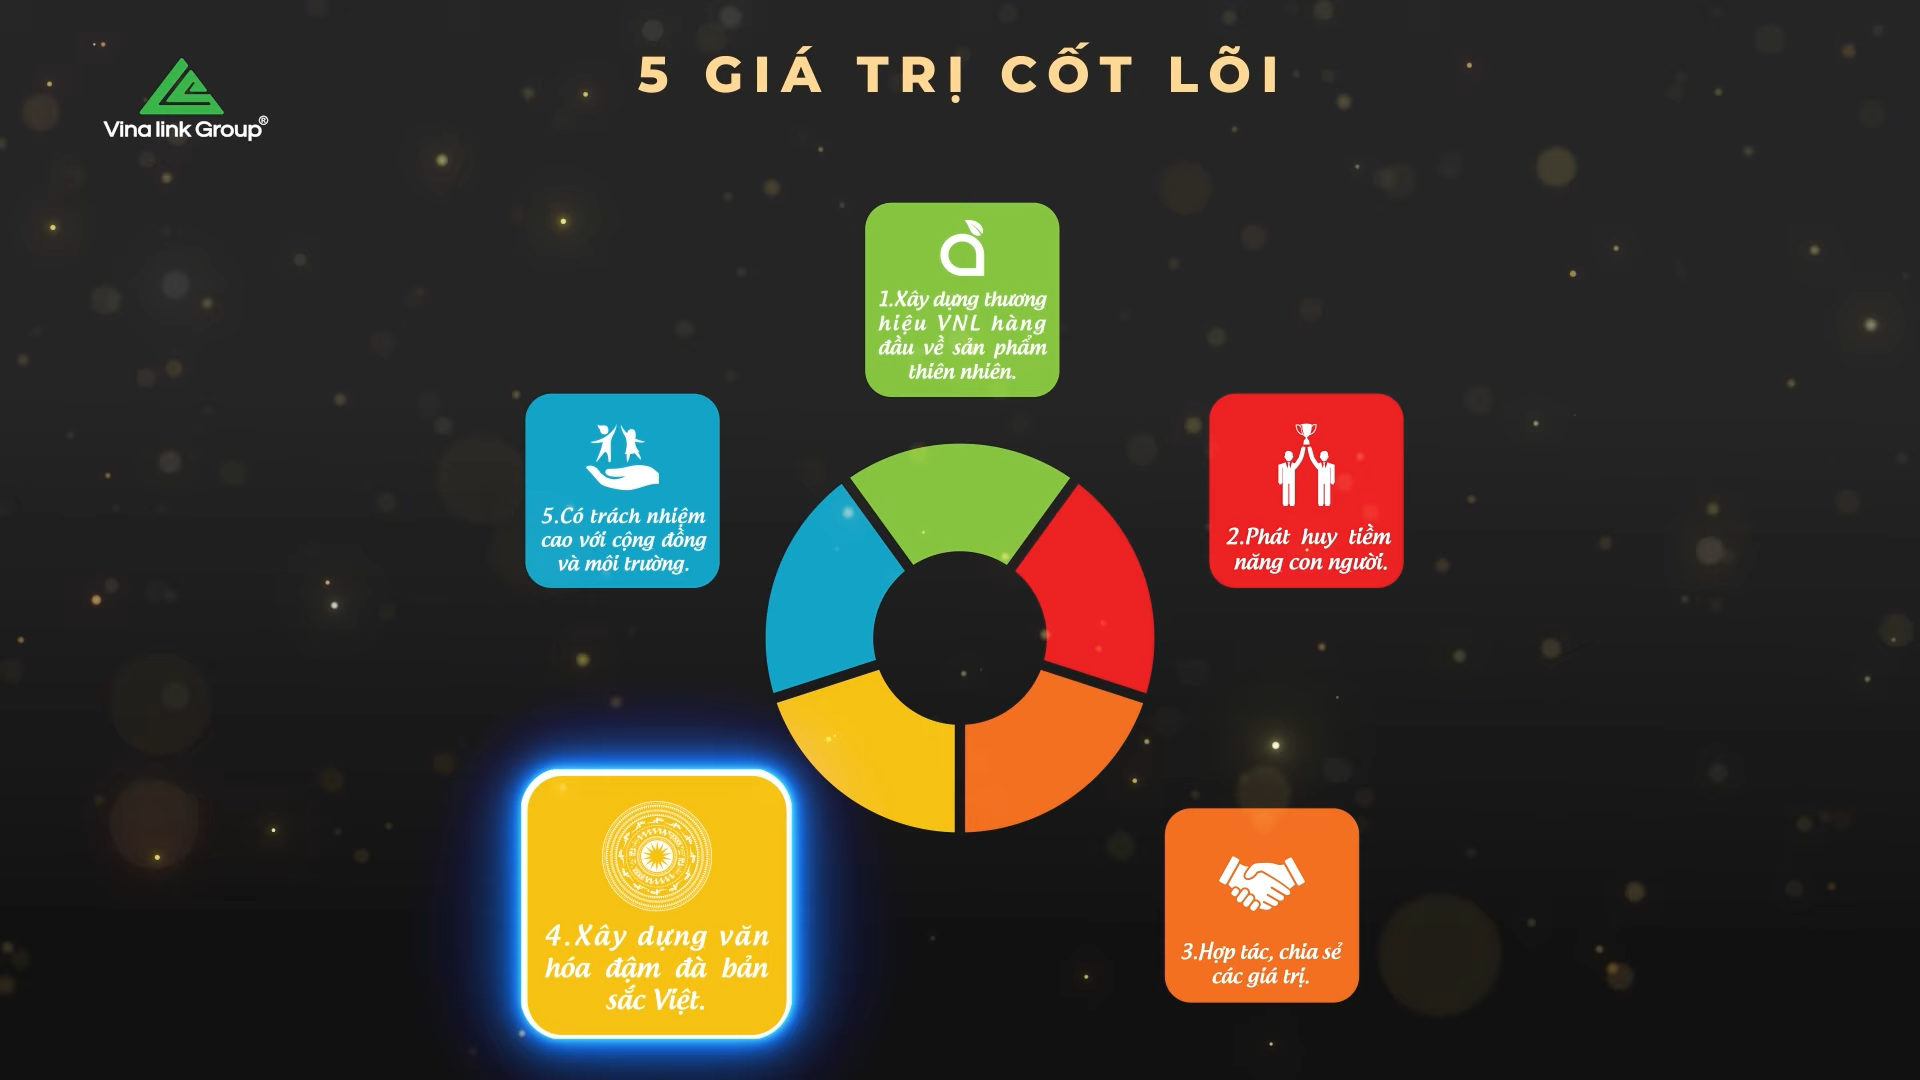 5 GIÁ TRỊ CỐT LÕI
Vina link Group®
1.Xây dựng thương
hiệu VNL hàng
đầu về sản phẩm
thiên nhiên.
2.Phát huy tiềm
năng con người.
3.Hợp tác, chia sẻ
các giá trị.
4.Xây dựng văn
hóa đậm đà bản
sắc Việt.
5.Có trách nhiệm
cao với cộng đồng
và môi trường.